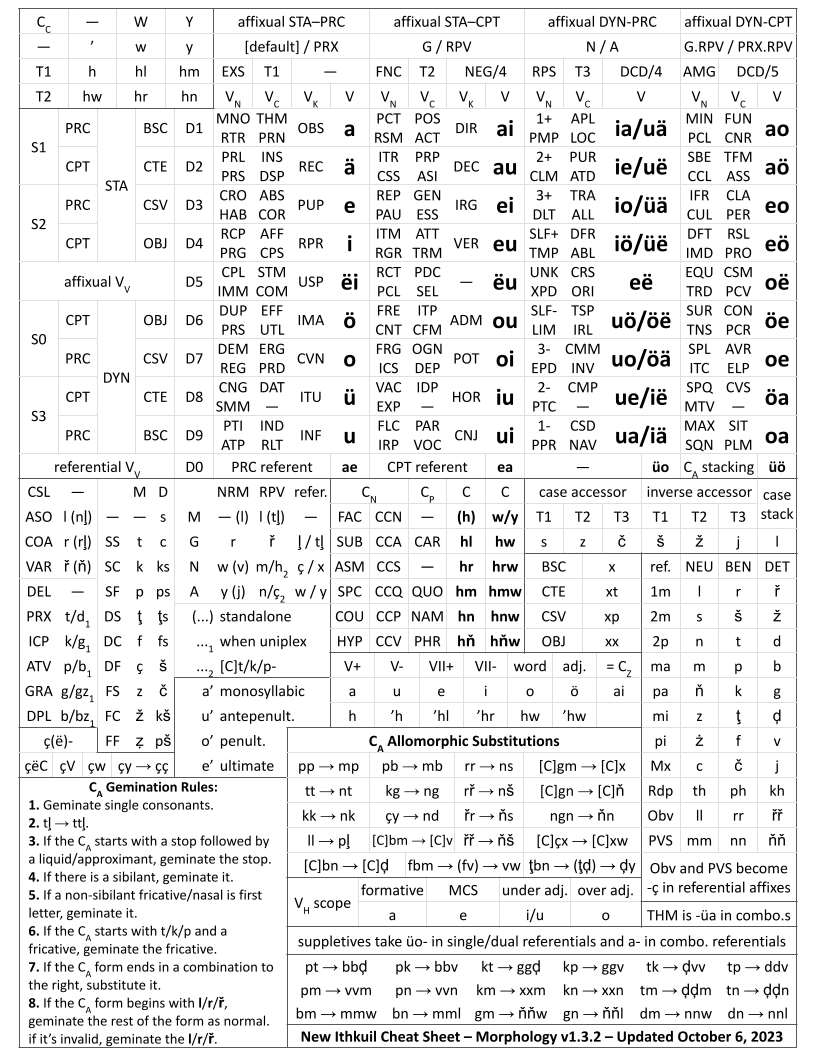 C_C — W Y affixual STA–PRC affixual STA–CPT affixual DYN-PRC affixual DYN-CPT
— ʼ w y [default] / PRX G / RPV N / A G.RPV / PRX.RPV
T1 h hl hm EXS T1 — FNC T2 NEG/4 RPS T3 DCD/4 AMG DCD/5
T2 hw hr hn V_N V_C V_K V V_N V_C V_K V V_N V_C V V_N V_C V
S1 PRC STA BSC D1 MNO RTR THM PRN OBS a PCT RSM POS ACT DIR ai 1+ PMP APL LOC ia/uä MIN PCL FUN CNR ao
CPT CTE D2 PRL PRS INS DSP REC ä ITR CSS PRP ASI DEC au 2+ CLM PUR ATD ie/uë SBE CCL TFM ASS aö
S2 PRC CSV D3 CRO HAB ABS COR PUP e REP PAU GEN ESS IRG ei 3+ DLT TRA ALL io/üä IFR CUL CLA PER eo
CPT OBJ D4 RCP PRG AFF CPS RPR i ITM RGR ATT TRM VER eu SLF+ TMP DFR ABL iö/üë DFT IMD RSL PRO eö
affixual V_V D5 CPL IMM STM COM USP ëi RCT PCL PDC SEL — ëu UNK XPD CRS ORI eë EQU TRD CSM PCV oë
S0 CPT DYN OBJ D6 DUP PRS EFF UTL IMA ö FRE CNT ITP CFM ADM ou SLF- LIM TSP IRL uö/öë SUR TNS CON PCR öe
PRC CSV D7 DEM REG ERG PRD CVN o FRG ICS OGN DEP POT oi 3- EPD CMM INV uo/öä SPL ITC AVR ELP oe
S3 CPT CTE D8 CNG SMM DAT — ITU ü VAC EXP IDP — HOR iu 2- PTC CMP — ue/ië SPQ MTV CVS — öa
PRC BSC D9 PTI ATP IND RLT INF u FLC IRP PAR VOC CNJ ui 1- PPR CSD NAV ua/iä MAX SQN SIT PLM oa
referential V_V D0 PRC referent ae CPT referent ea — üo C_A stacking üö
CSL — M D NRM RPV refer. C_N C_P C C case accessor inverse accessor case stack
ASO l (nļ) — — s M — (l) l (tļ) — FAC CCN — (h) w/y T1 T2 T3 T1 T2 T3
COA r (rļ) SS t c G r ř ļ / tļ SUB CCA CAR hl hw s z č š ž j l
VAR ř (ň) SC k ks N w (v) m/h_2 ç / x ASM CCS — hr hrw BSC x ref. NEU BEN DET
DEL — SF p ps A y (j) n/ç_2 w / y SPC CCQ QUO hm hmw CTE xt 1m l r ř
PRX t/d_1 DS ţ ţs (...) standalone COU CCP NAM hn hnw CSV xp 2m s š ž
ICP k/g_1 DC f fs ..._1 when uniplex HYP CCV PHR hň hňw OBJ xx 2p n t d
ATV p/b_1 DF ç š ..._2 [C]t/k/p- V+ V- VII+ VII- word adj. = C_Z ma m p b
GRA g/gz_1 FS z č aʼ monosyllabic a u e i o ö ai pa ň k g
DPL b/bz_1 FC ž kš uʼ antepenult. h ʼh ʼhl ʼhr hw ʼhw mi z ţ ḑ
ç(ë)- FF ẓ pš oʼ penult. C_A Allomorphic Substitutions pi ż f v
çëC çV çw çy → çç eʼ ultimate pp → mp pb → mb rr → ns [C]gm → [C]x Mx c č j
C_A Gemination Rules: tt → nt kg → ng rř → nš [C]gn → [C]ň Rdp th ph kh
1. Geminate single consonants. kk → nk çy → nd řr → ňs ngn → ňn Obv ll rr řř
2. tļ → ttļ. ll → pļ [C]bm → [C]v řř → ňš [C]çx → [C]xw PVS mm nn ňň
3. If the C_A starts with a stop followed by
a liquid/approximant, geminate the stop.
[C]bn → [C]ḑ fbm → (fv) → vw ţbn → (ţḑ) → ḑy Obv and PVS become
-ç in referential affixes
4. If there is a sibilant, geminate it.
5. If a non-sibilant fricative/nasal is first
letter, geminate it.
V_H scope formative MCS under adj. over adj.
a e i/u o THM is -üa in combo.s
6. If the C_A starts with t/k/p and a
fricative, geminate the fricative.
suppletives take üo- in single/dual referentials and a- in combo. referentials
7. If the C_A form ends in a combination to
the right, substitute it.
8. If the C_A form begins with l/r/ř,
geminate the rest of the form as normal.
if it's invalid, geminate the l/r/ř.
pt → bbḑ pk → bbv kt → ggḑ kp → ggv tk → ḑvv tp → ddv
pm → vvm pn → vvn km → xxm kn → xxn tm → ḑḑm tn → ḑḑn
bm → mmw bn → mml gm → ňňw gn → ňňl dm → nnw dn → nnl
New Ithkuil Cheat Sheet – Morphology v1.3.2 – Updated October 6, 2023